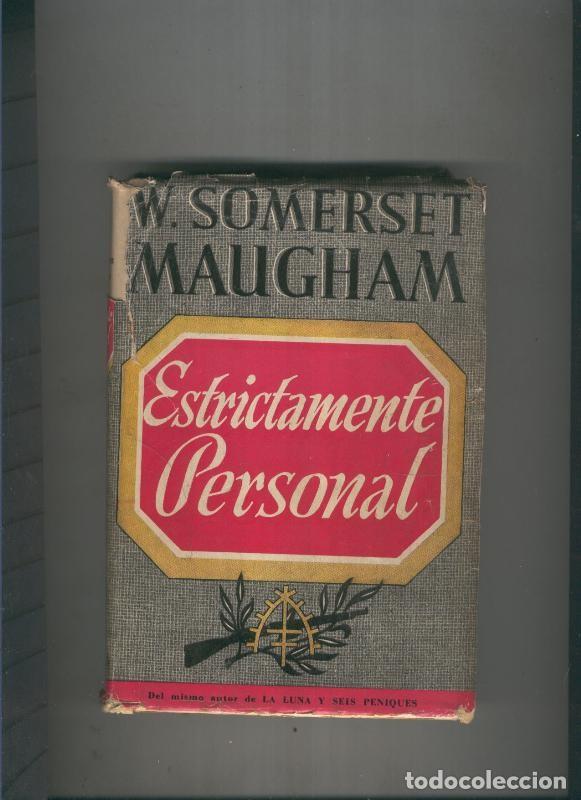 W. SOMERSET
MAUGHAM
Estrictamente
Personal
Del mismo autor de LA LUNA Y SEIS PENIQUES
todocoleccion